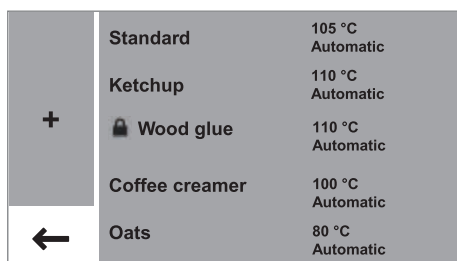 Standard 105 °C
Automatic
Ketchup 110 °C
Automatic
+
Wood glue 110 °C
Automatic
Coffee creamer 100 °C
Automatic
Oats 80 °C
Automatic